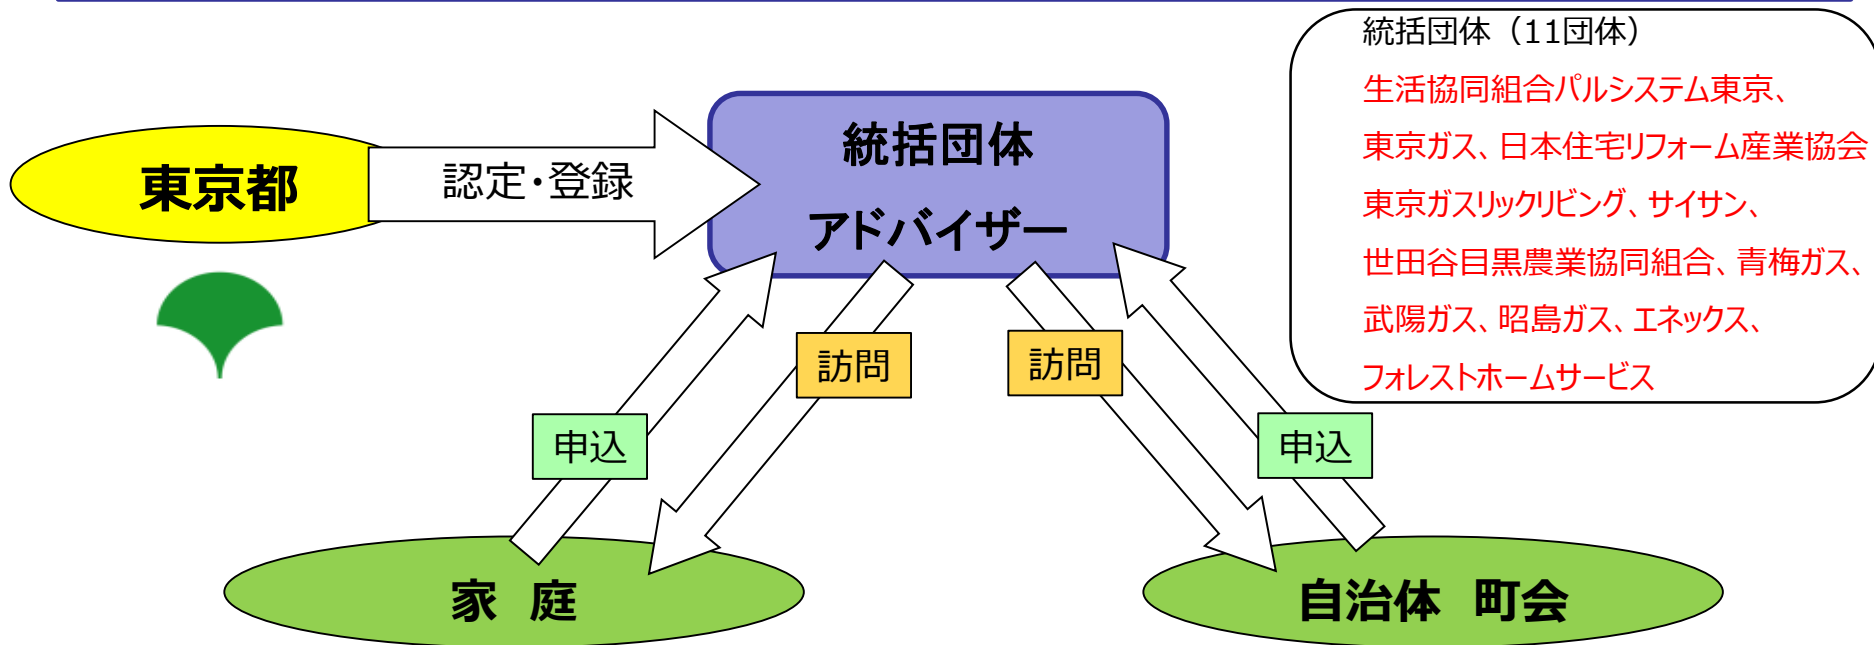 統括団体（11団体）
生活協同組合パルシステム東京、
東京ガス、日本住宅リフォーム産業協会
東京ガスリックリビング、サイサン、
世田谷目黒農業協同組合、青梅ガス、
武陽ガス、昭島ガス、エネックス、
フォレストホームサービス
東京都
認定・登録
統括団体
アドバイザー
訪問
訪問
申込
申込
家　庭
自治体　町会